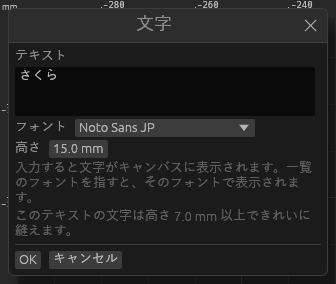 mm
-280
-260
-240
文字
テキスト
さくら
フォント Noto Sans JP
高さ 15.0 mm
入力すると文字がキャンバスに表示されます。一覧
のフォントを指すと、そのフォントで表示されま
す。
このテキストの文字は高さ 7.0 mm 以上できれいに
縫えます。
OK キャンセル